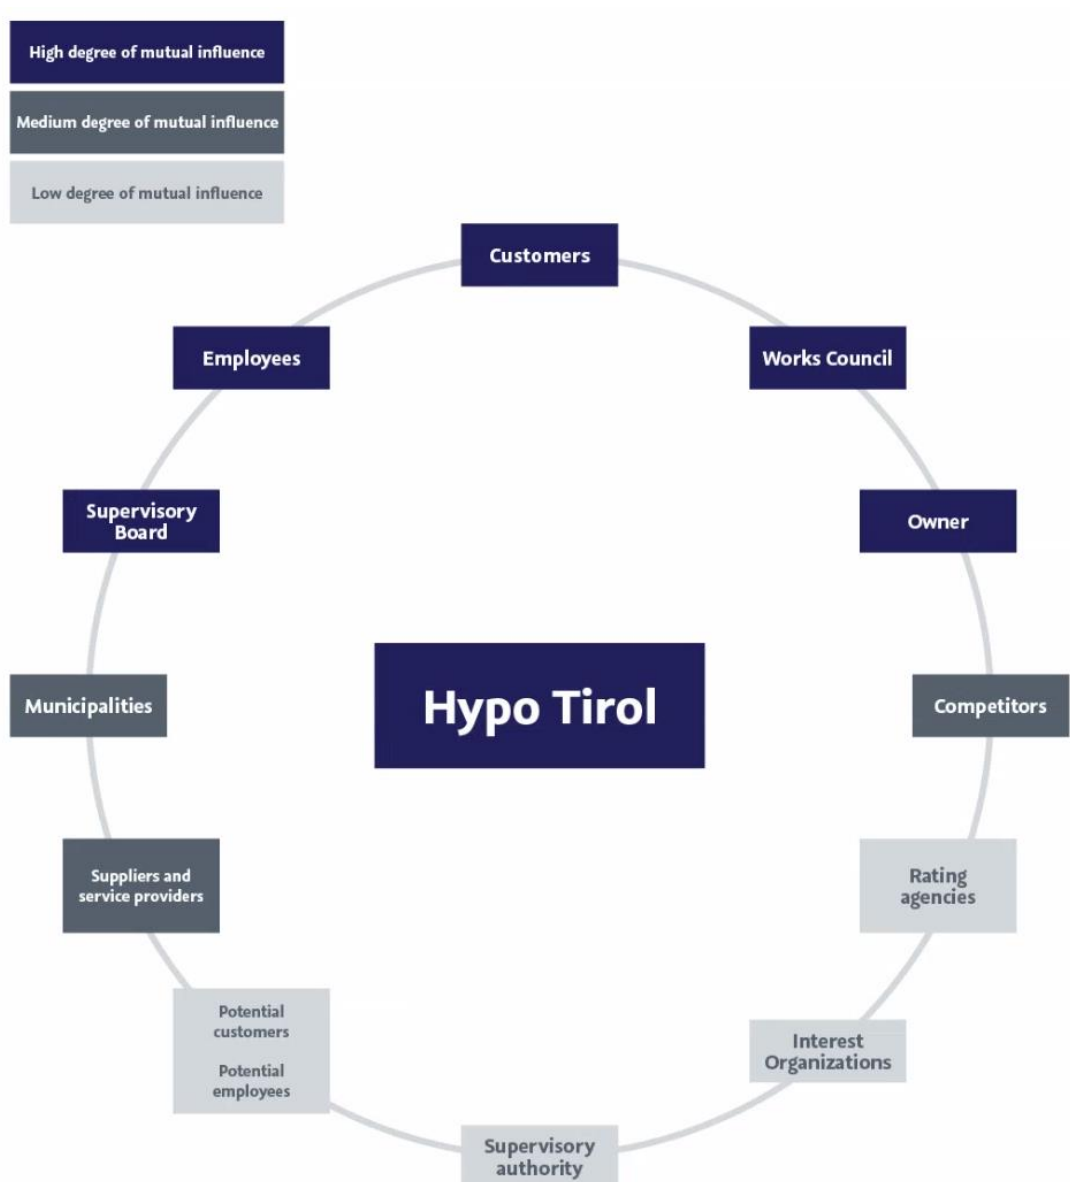 High degree of mutual influence
Medium degree of mutual influence
Low degree of mutual influence
Customers
Employees
Works Council
Supervisory
Board
Owner
Municipalities
Hypo Tirol
Competitors
Suppliers and
service providers
Rating
agencies
Potential
customers
Potential
employees
Interest
Organizations
Supervisory
authority